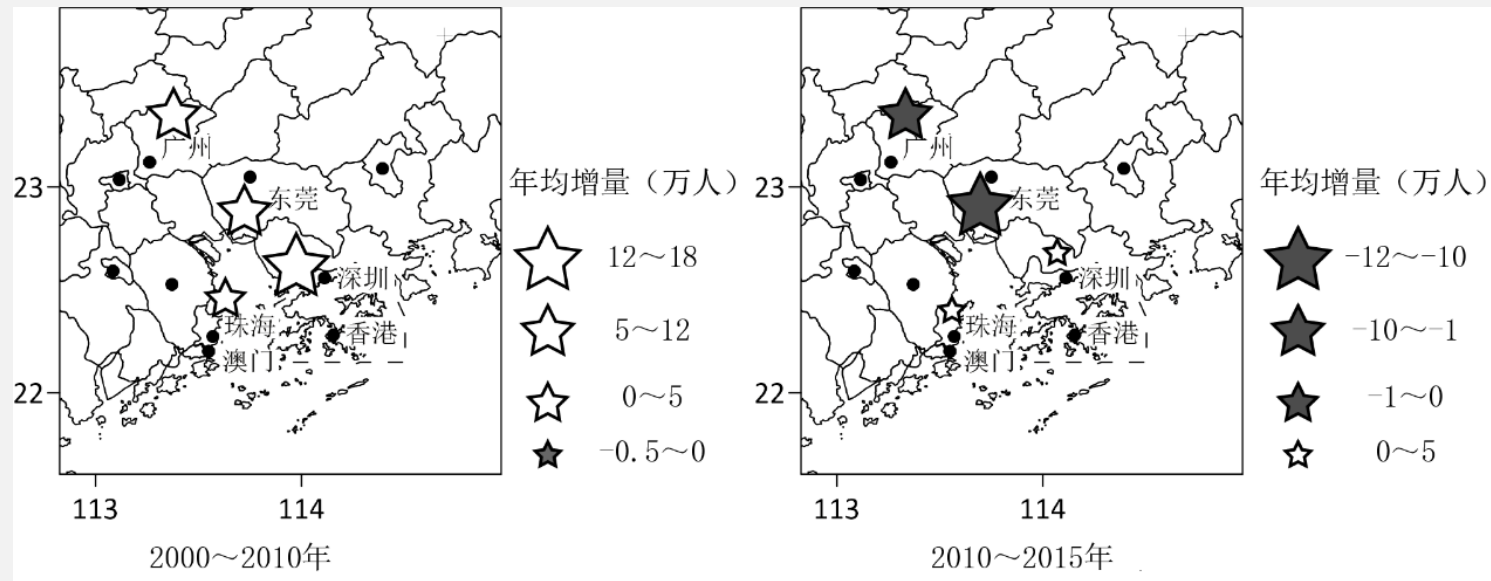 广州
23
东莞
深圳
珠海
香港
澳门
22
113
114
2000～2010年
年均增量（万人）
12～18
5～12
0～5
-0.5～0
广州
23
东莞
深圳
珠海
香港
澳门
22
113
114
2010～2015年
年均增量（万人）
-12～-10
-10～-1
-1～0
0～5